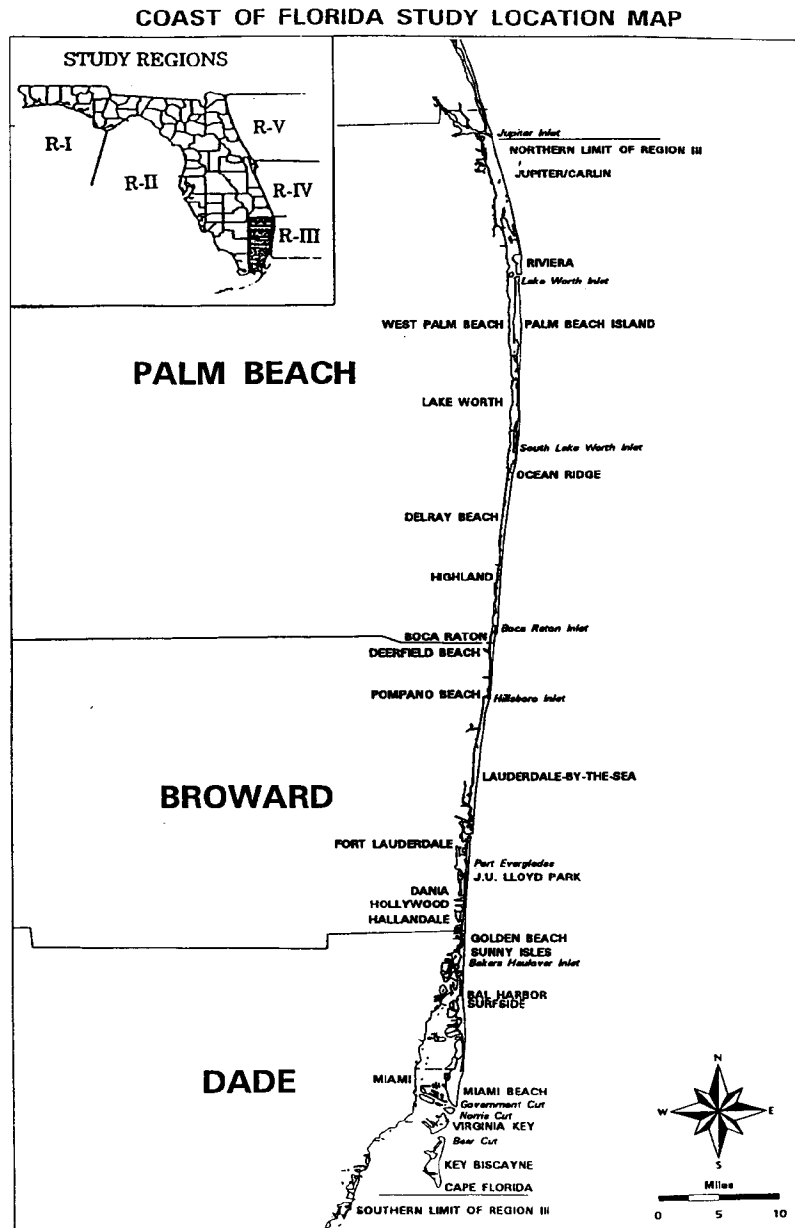 COAST OF FLORIDA STUDY LOCATION MAP
STUDY REGIONS
R-I
R-II
R-V
R-IV
R-III
Jupiter Inlet
NORTHERN LIMIT OF REGION III
JUPITER/CARLIN
RIVIERA
Lake Worth Inlet
WEST PALM BEACH
PALM BEACH ISLAND
PALM BEACH
LAKE WORTH
South Lake Worth Inlet
OCEAN RIDGE
DELRAY BEACH
HIGHLAND
BOCA RATON
Boca Raton Inlet
DEERFIELD BEACH
POMPANO BEACH
Hillsboro Inlet
LAUDERDALE-BY-THE-SEA
BROWARD
FORT LAUDERDALE
Port Everglades
J.U. LLOYD PARK
DANIA
HOLLYWOOD
HALLANDALE
GOLDEN BEACH
SUNNY ISLES
Bakers Haulover Inlet
BAL HARBOR
SURFSIDE
DADE
MIAMI
MIAMI BEACH
Government Cut
Norris Cut
VIRGINIA KEY
Bear Cut
KEY BISCAYNE
CAPE FLORIDA
SOUTHERN LIMIT OF REGION III
N
W
E
S
Miles
0 5 10